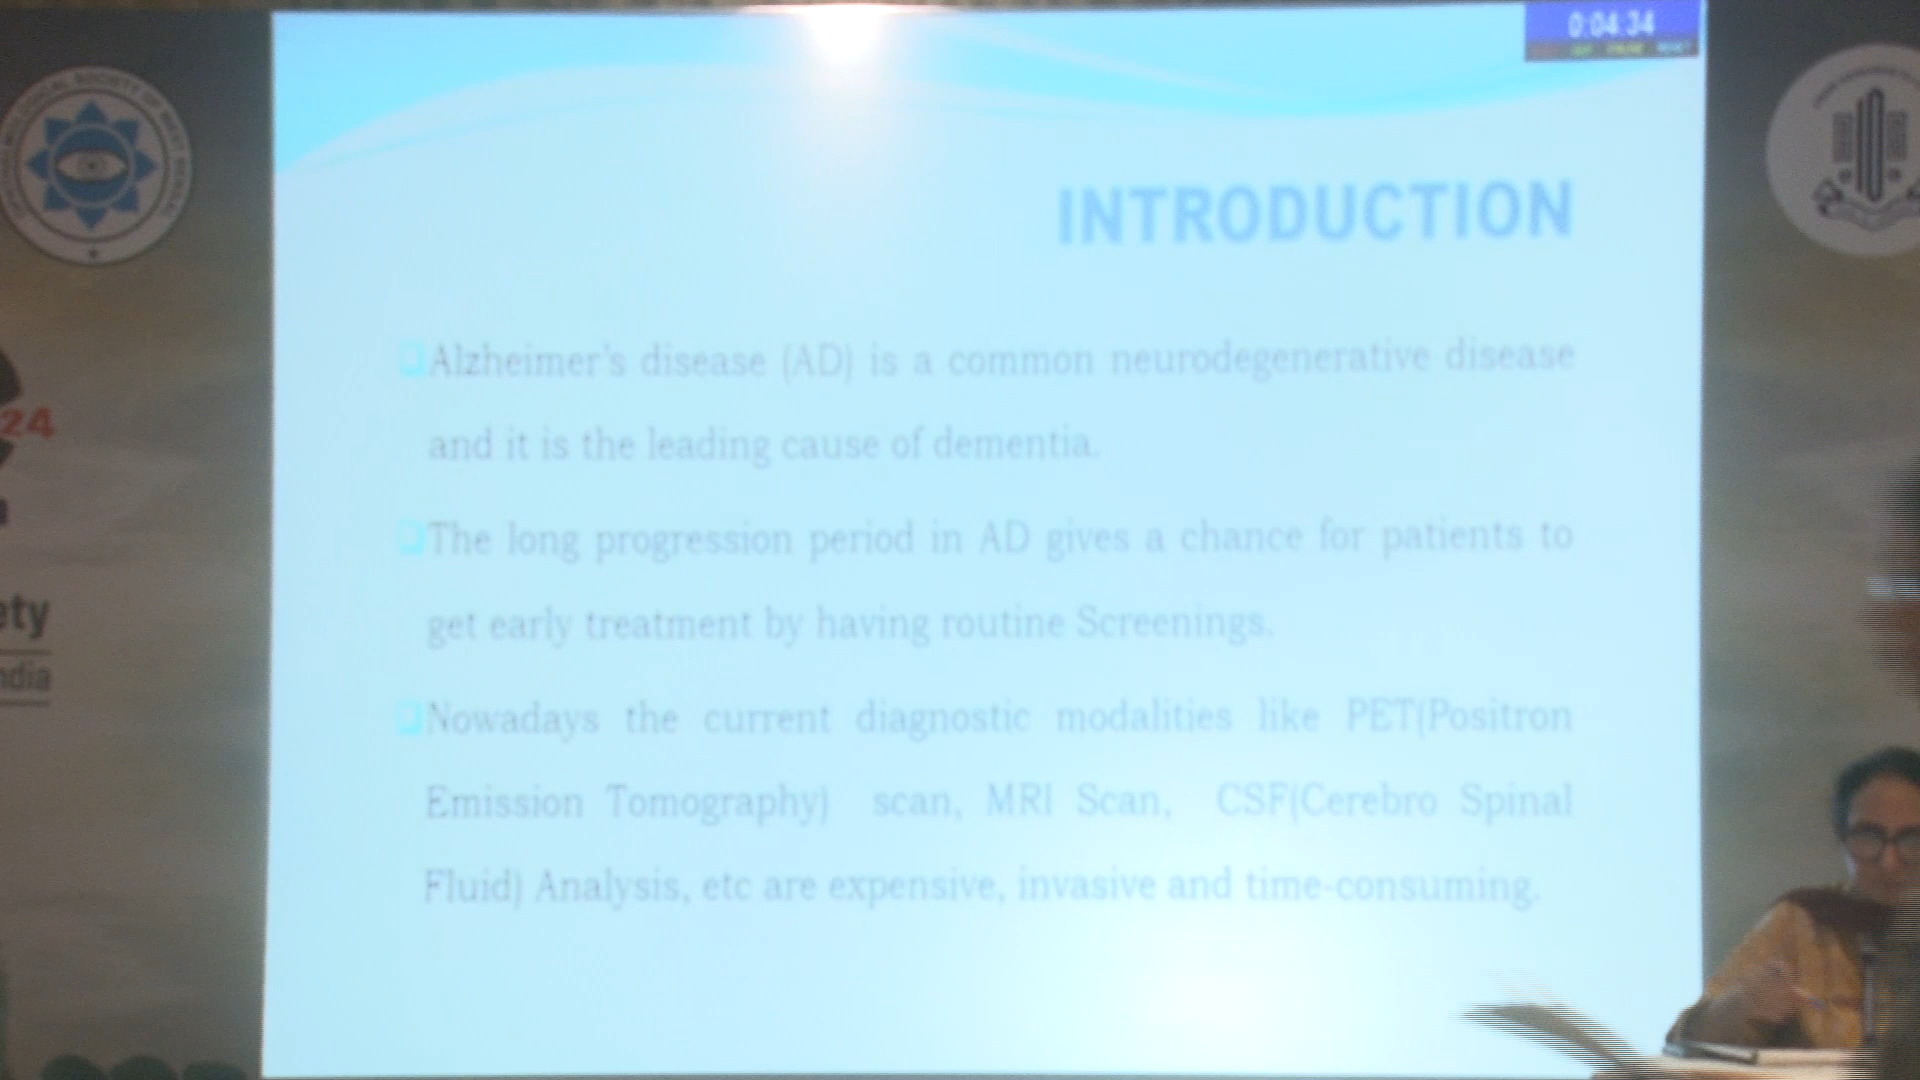 0:04:34
INTRODUCTION
Alzheimer's disease (AD) is a common neurodegenerative disease
and it is the leading cause of dementia.
The long progression period in AD gives a chance for patients to
get early treatment by having routine Screenings.
Nowadays the current diagnostic modalities like PET(Positron
Emission Tomography) scan, MRI Scan, CSF(Cerebro Spinal
Fluid) Analysis, etc are expensive, invasive and time-consuming.
24
ety
ndia